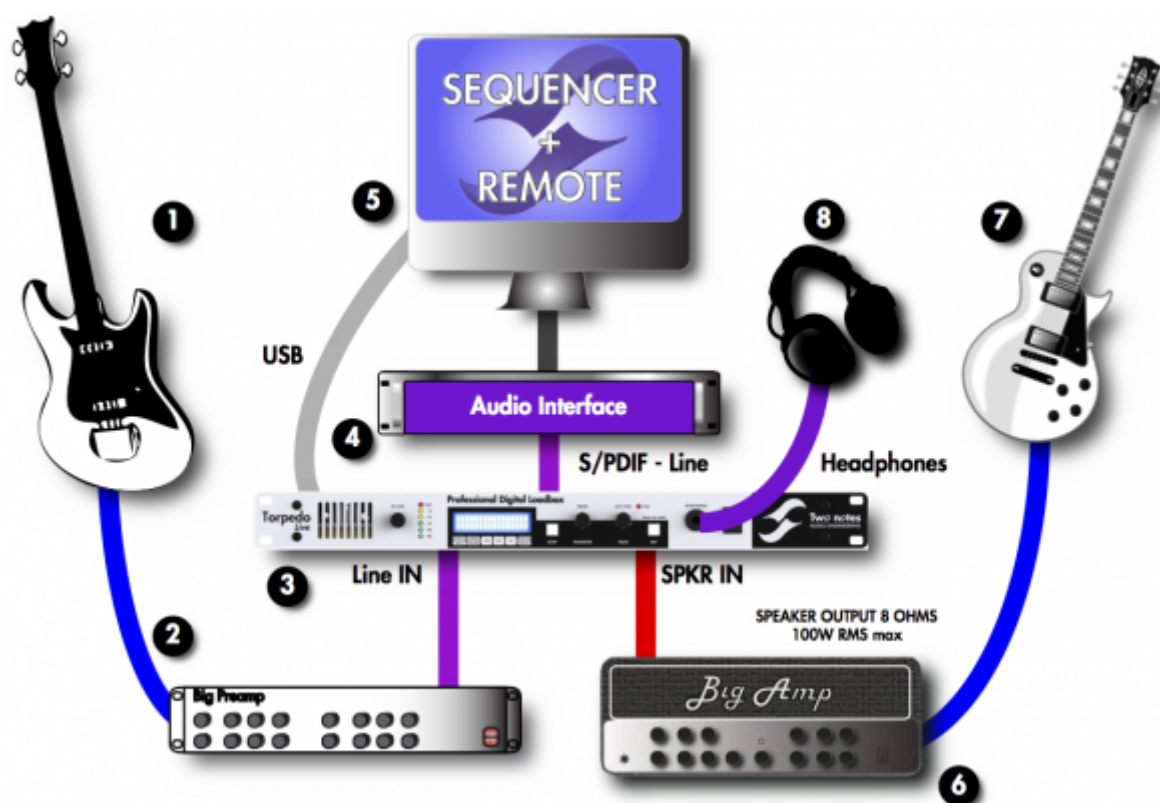 SEQUENCER
+
REMOTE
1
5
8
7
USB
Audio Interface
4
S/PDIF - Line
Headphones
Professional Digital Loadbox
Torpedo
Live
Two notes
AUDIO ENGINEERING
3
Line IN
SPKR IN
SPEAKER OUTPUT 8 OHMS
100W RMS max
2
Big Preamp
Big Amp
6